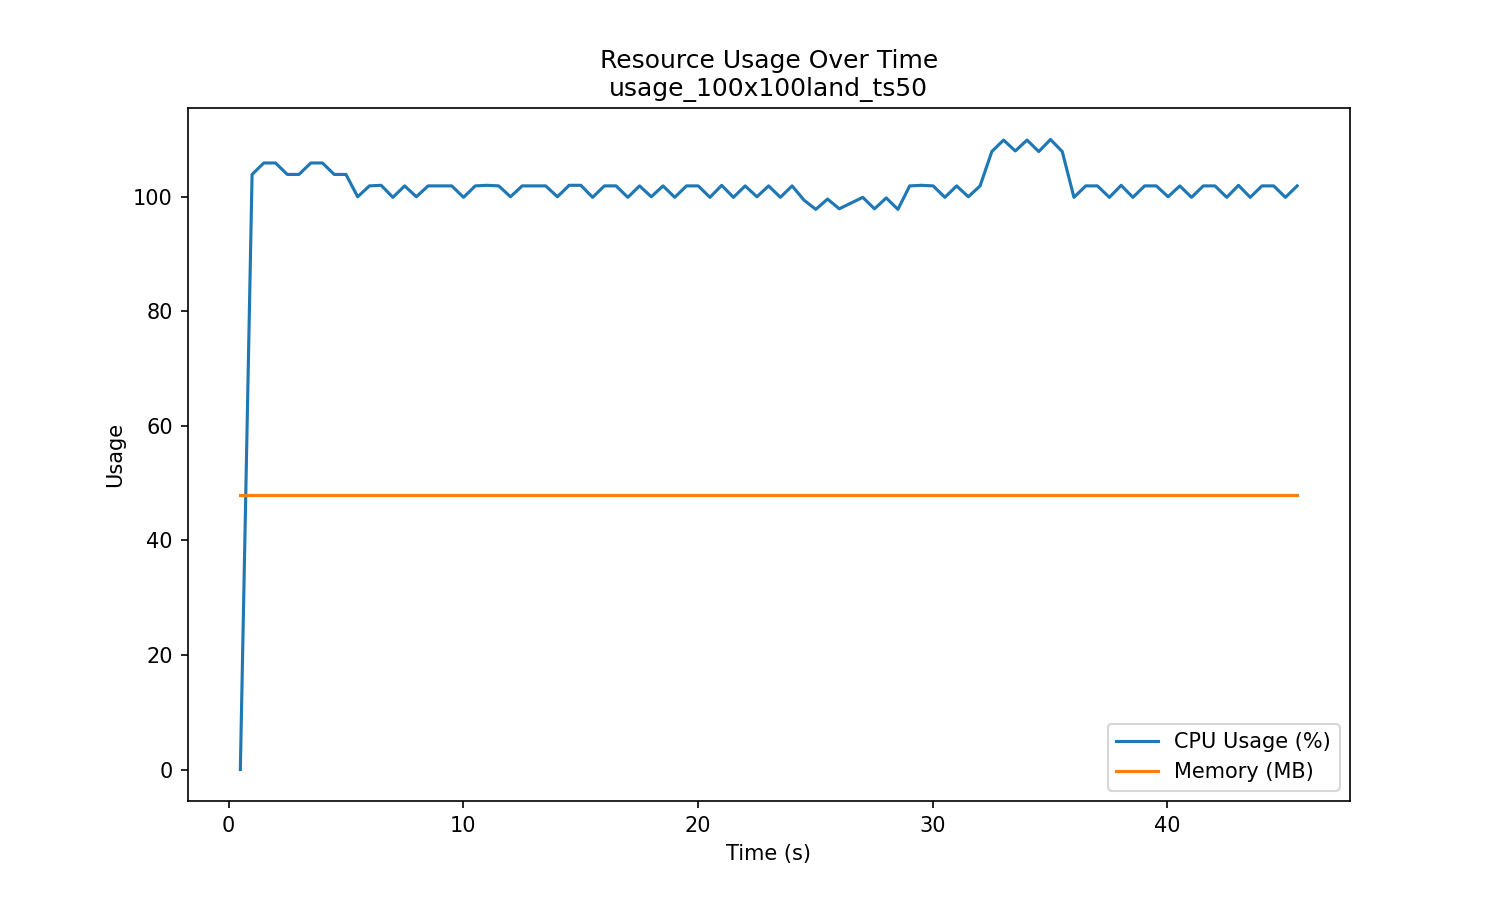 Resource Usage Over Time
usage_100x100land_ts50
100
80
60
40
20
0
Usage
0 10 20 30 40
Time (s)
CPU Usage (%)
Memory (MB)